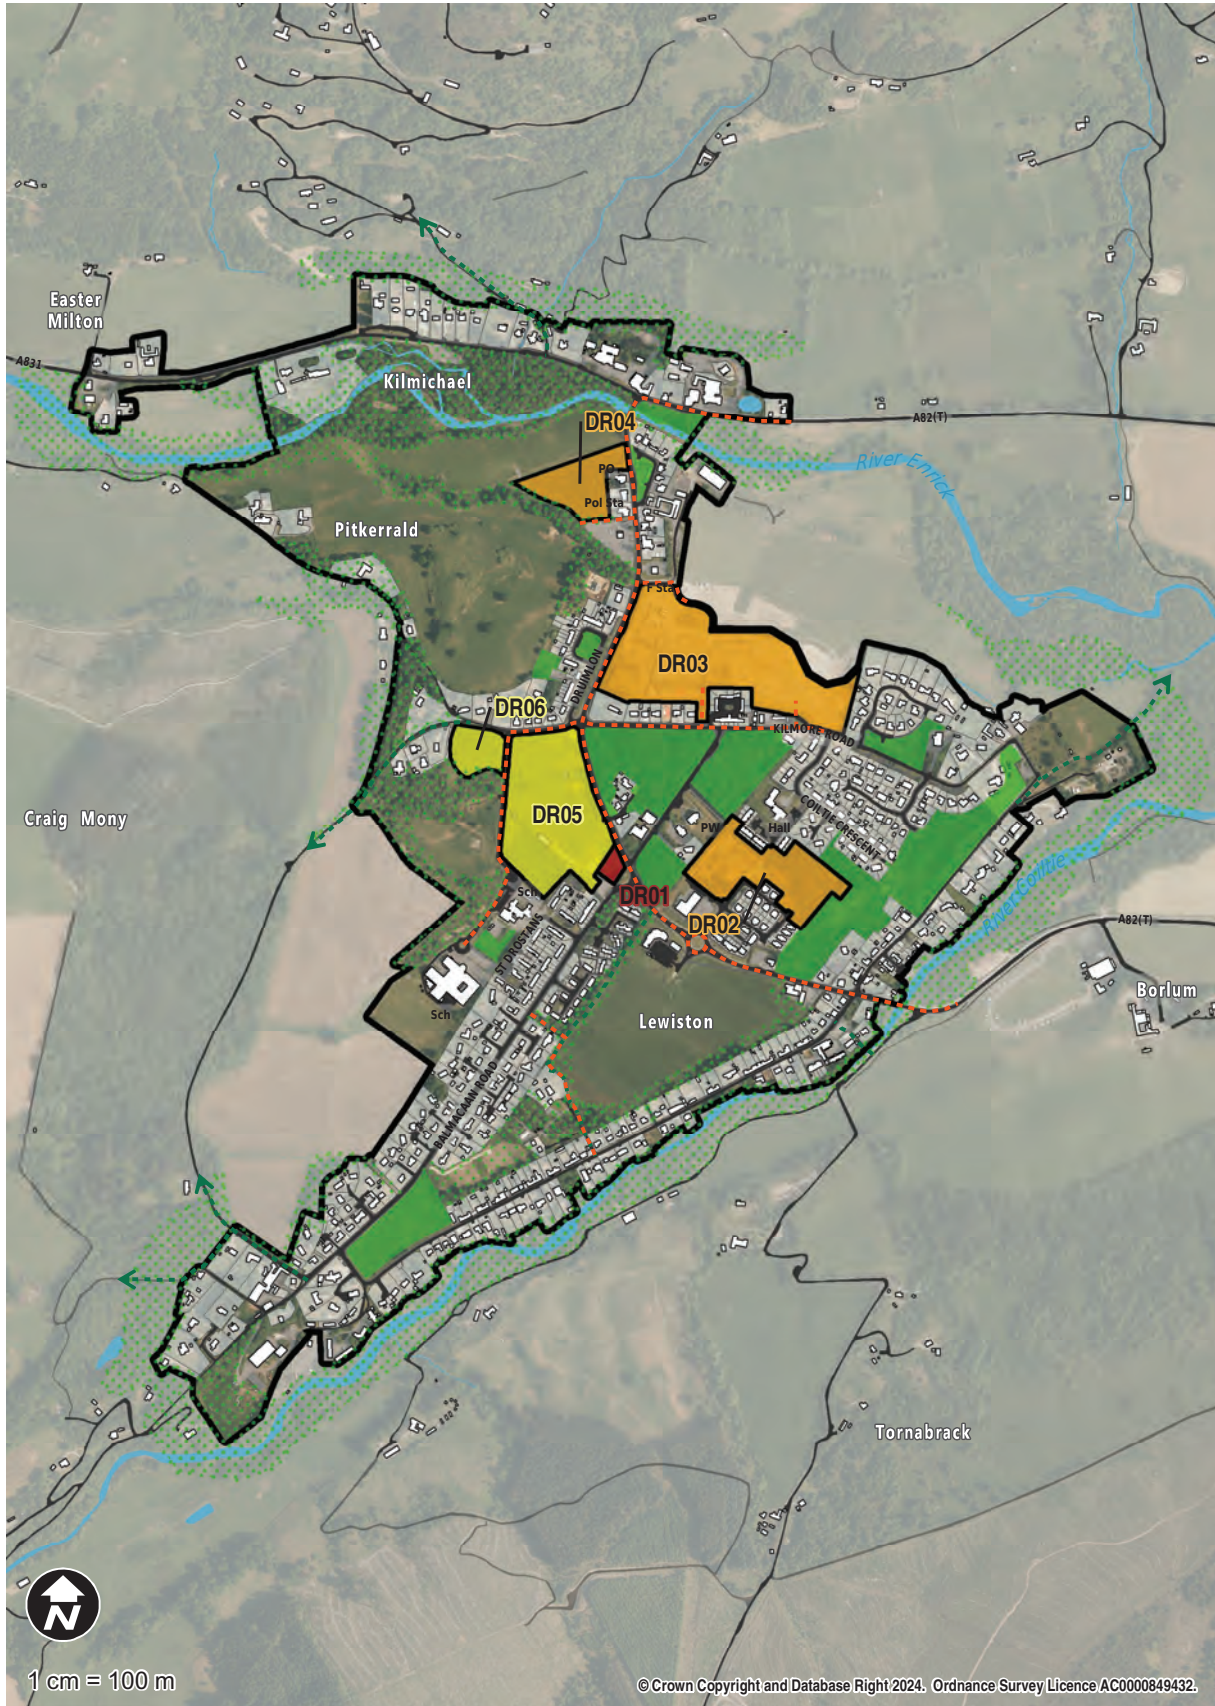 Easter
Milton
A831
Kilmichael
DR04
A82(T)
River Enrick
PO
Pol Sta
Pitkerrald
F Sta
DR03
DRUIMLON
DR06
KILMORE ROAD
Craig Mony
DR05
COILTIE CRESCENT
PW
Hall
DR01
Sch
DR02
ST DROSTANS
River Coiltie
A82(T)
Borlum
Sch
Lewiston
BALMACAAN ROAD
Tornabrack
N
1 cm = 100 m
© Crown Copyright and Database Right 2024. Ordnance Survey Licence AC0000849432.